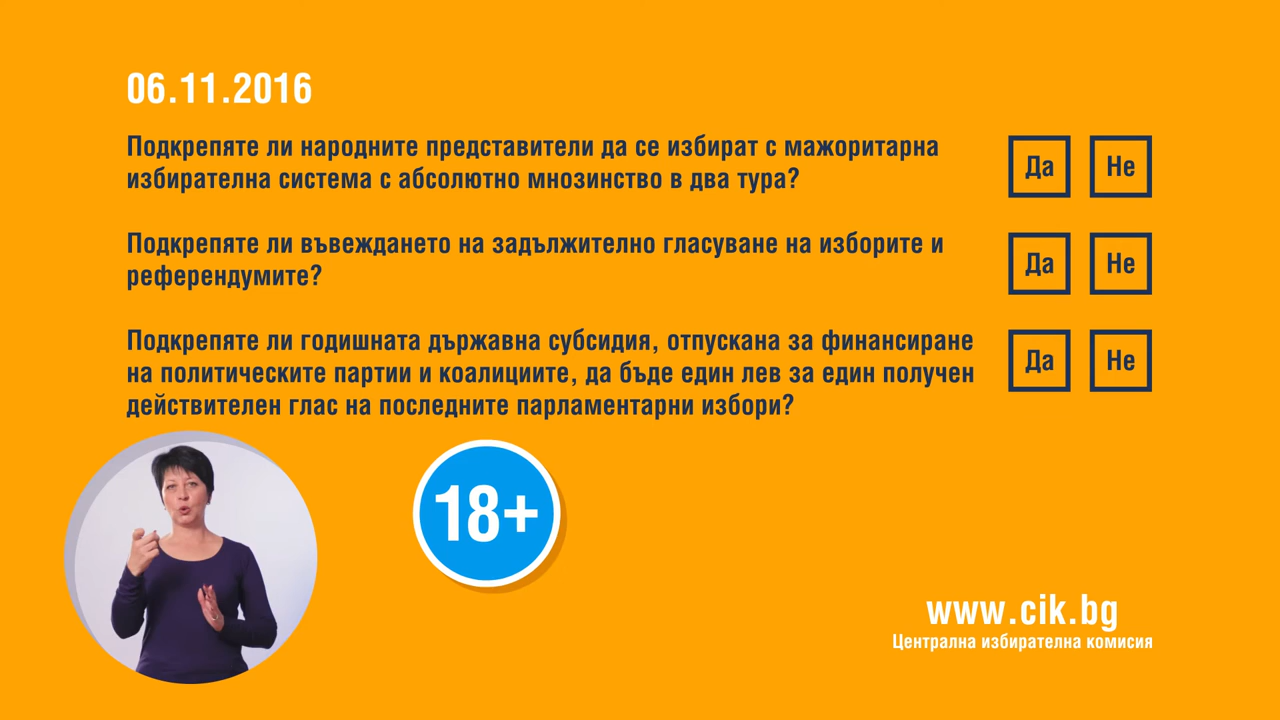 06.11.2016
Подкрепяте ли народните представители да се избират с мажоритарна
избирателна система с абсолютно мнозинство в два тура?
Да Не
Подкрепяте ли въвеждането на задължително гласуване на изборите и
референдумите?
Да Не
Подкрепяте ли годишната държавна субсидия, отпускана за финансиране
на политическите партии и коалициите, да бъде един лев за един получен
действителен глас на последните парламентарни избори?
Да Не
18+
www.cik.bg
Централна избирателна комисия